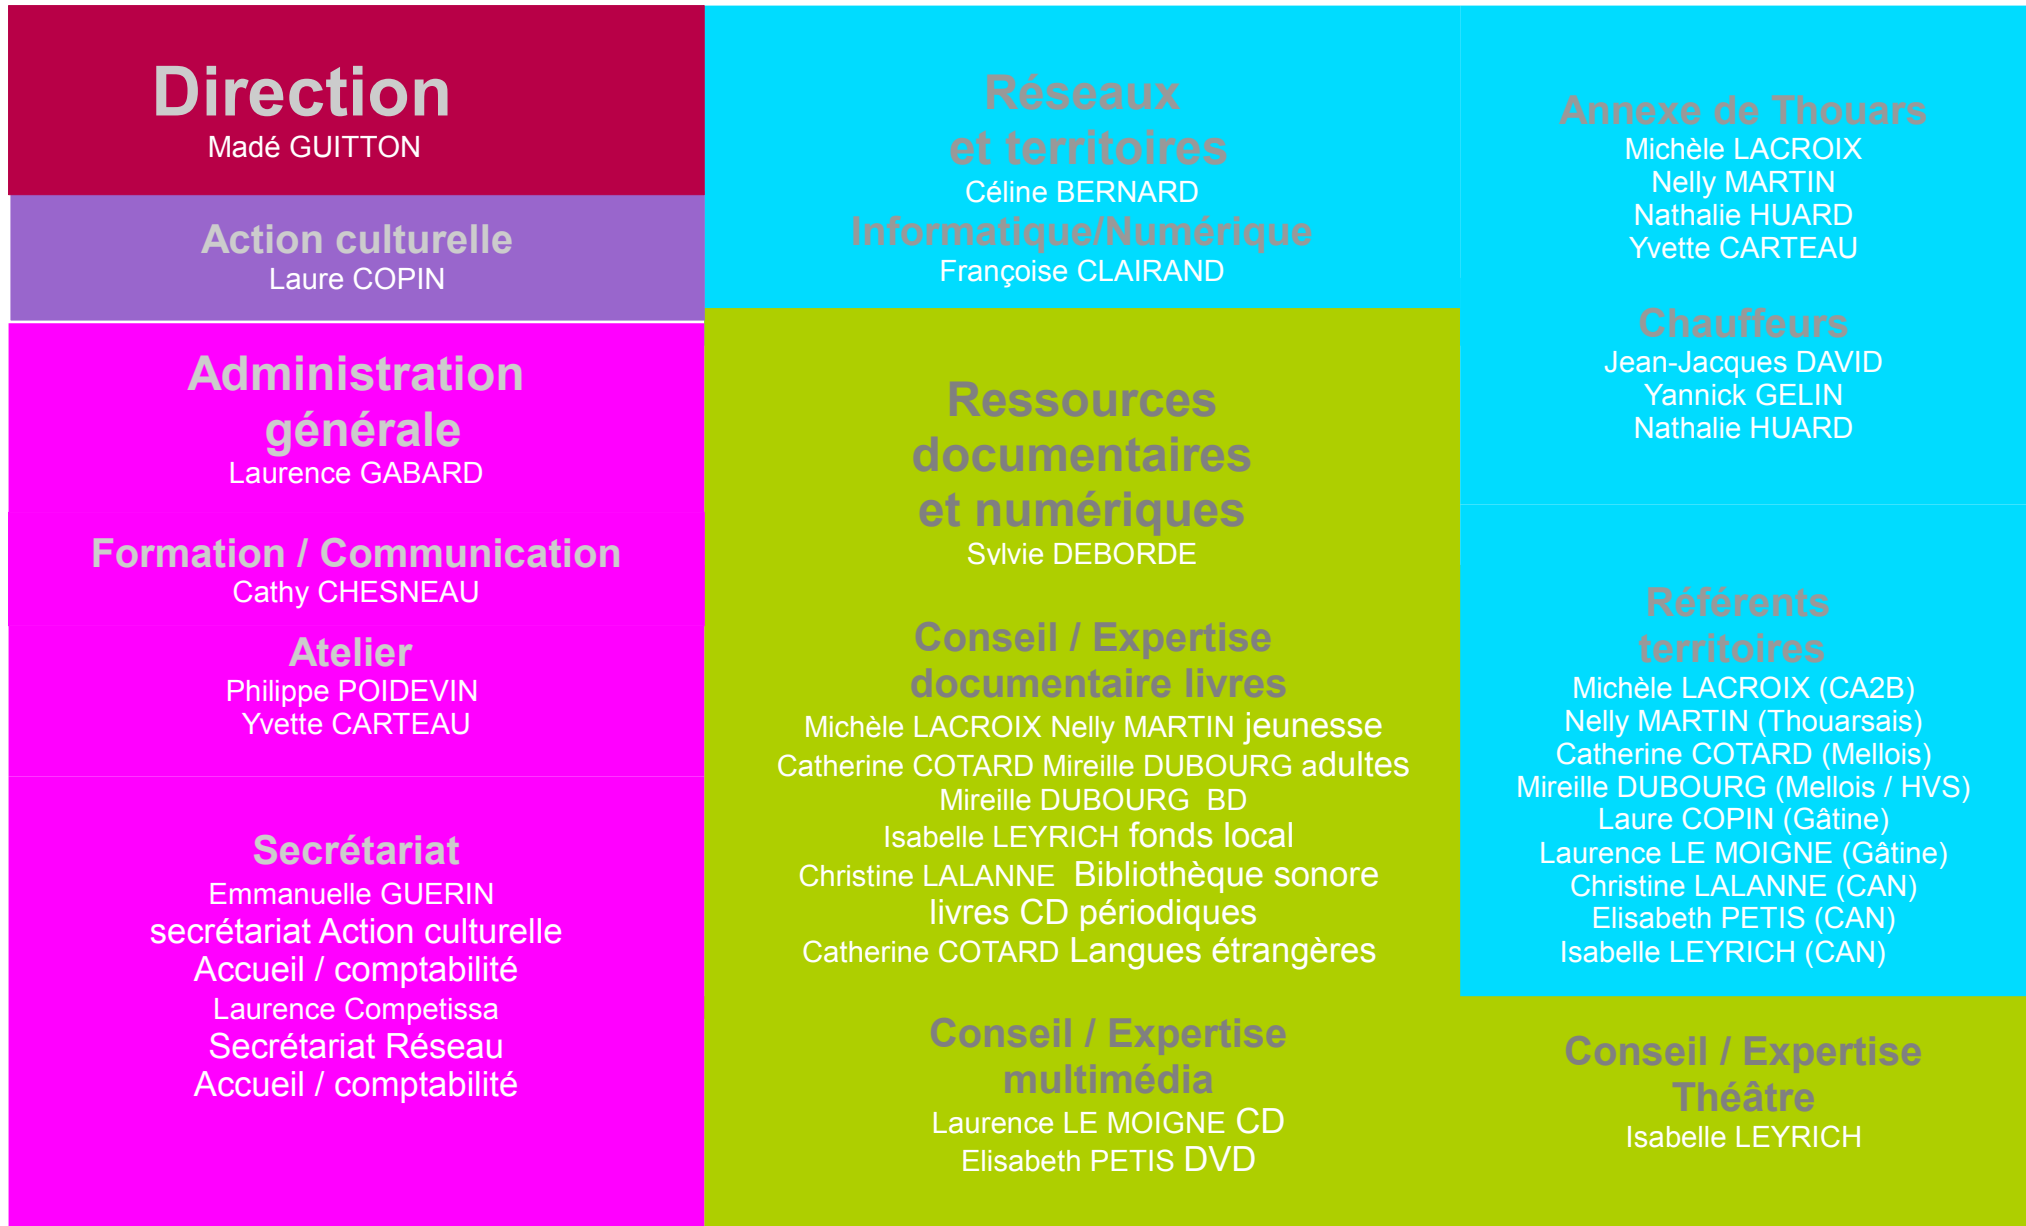 Direction
Madé GUITTON
Action culturelle
Laure COPIN
Administration
générale
Laurence GABARD
Formation / Communication
Cathy CHESNEAU
Atelier
Philippe POIDEVIN
Yvette CARTEAU
Secrétariat
Emmanuelle GUERIN
secrétariat Action culturelle
Accueil / comptabilité
Laurence Competissa
Secrétariat Réseau
Accueil / comptabilité
Réseaux
et territoires
Céline BERNARD
Informatique/Numérique
Françoise CLAIRAND
Ressources
documentaires
et numériques
Svlvie DEBORDE
Conseil / Expertise
documentaire livres
Michèle LACROIX Nelly MARTIN jeunesse
Catherine COTARD Mireille DUBOURG adultes
Mireille DUBOURG  BD
Isabelle LEYRICH fonds local
Christine LALANNE  Bibliothèque sonore
livres CD périodiques
Catherine COTARD Langues étrangères
Conseil / Expertise
multimédia
Laurence LE MOIGNE CD
Elisabeth PETIS DVD
Annexe de Thouars
Michèle LACROIX
Nelly MARTIN
Nathalie HUARD
Yvette CARTEAU
Chauffeurs
Jean-Jacques DAVID
Yannick GELIN
Nathalie HUARD
Référents
territoires
Michèle LACROIX (CA2B)
Nelly MARTIN (Thouarsais)
Catherine COTARD (Mellois)
Mireille DUBOURG (Mellois / HVS)
Laure COPIN (Gâtine)
Laurence LE MOIGNE (Gâtine)
Christine LALANNE (CAN)
Elisabeth PETIS (CAN)
Isabelle LEYRICH (CAN)
Conseil / Expertise
Théâtre
Isabelle LEYRICH